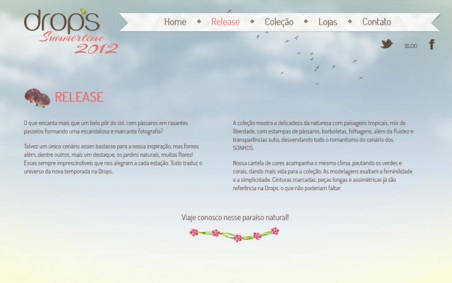 drop's
Summertime
2012
Home
Release
Coleção
Lojas
Contato
RELEASE
O que encanta mais que um belo pôr do sol, com pássaros em rasantes
passeios formando uma escandalosa e marcante fotografia?
Talvez um único cenário assim bastasse para a nossa inspiração, mas fomos
além, dentre outros, mais um destaque, os jardins naturais, muitas flores!
Essas sempre imprescindíveis que nos alegram a cada estação. Tudo traduz o
universo da nova temporada na Drops.
A coleção mostra a delicadeza da natureza com paisagens tropicais, mix de
liberdade, com estampas de pássaros, borboletas, folhagens, além da fluidez e
transparências sutis, desvendando todo o romantismo do cenário dos
SONHOS.
Nossa cartela de cores acompanha o mesmo clima, pautando os verdes e
corais, dando mais vida para a coleção. As modelagens exaltam a feminilidade
e a simplicidade. Cinturas marcadas, peças longas e assimétricas já são
referência na Drops, o que não poderiam faltar.
Viaje conosco nesse paraíso natural!